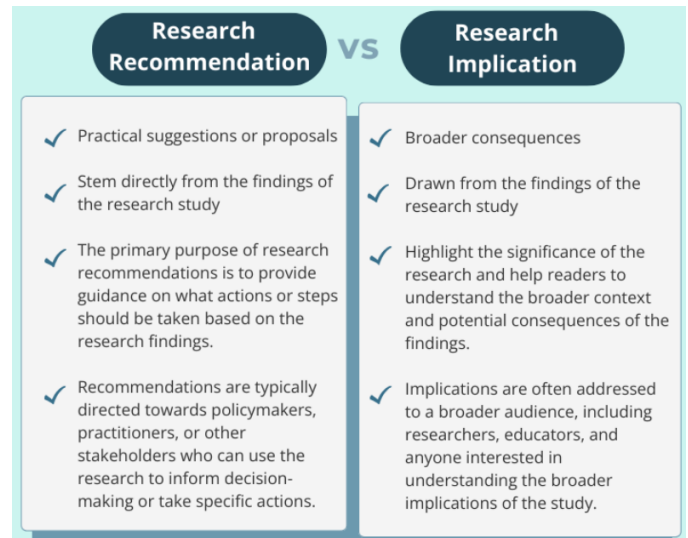 Research
Recommendation
VS
Research
Implication
Practical suggestions or proposals
Stem directly from the findings of
the research study
The primary purpose of research
recommendations is to provide
guidance on what actions or steps
should be taken based on the
research findings.
Recommendations are typically
directed towards policymakers,
practitioners, or other
stakeholders who can use the
research to inform decision-
making or take specific actions.
Broader consequences
Drawn from the findings of the
research study
Highlight the significance of the
research and help readers to
understand the broader context
and potential consequences of the
findings.
Implications are often addressed
to a broader audience, including
researchers, educators, and
anyone interested in
understanding the broader
implications of the study.